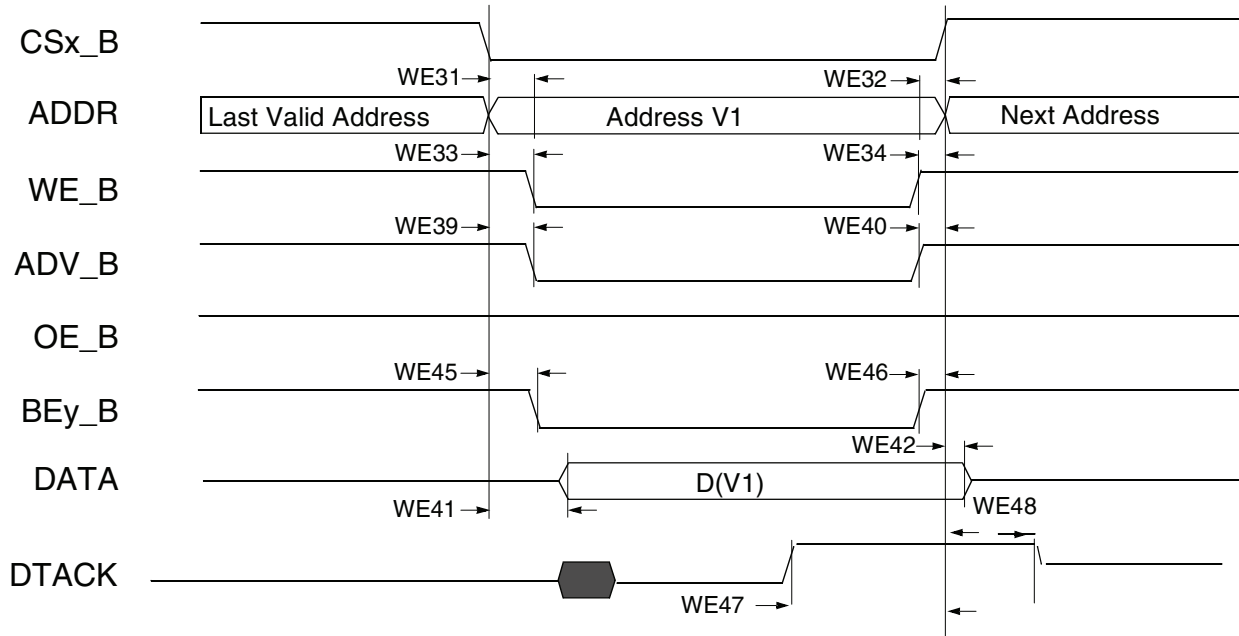 CSx_B
WE31
WE32
ADDR
Last Valid Address
Address V1
Next Address
WE33
WE34
WE_B
WE39
WE40
ADV_B
OE_B
WE45
WE46
BEy_B
WE42
DATA
D(V1)
WE41
WE48
DTACK
WE47